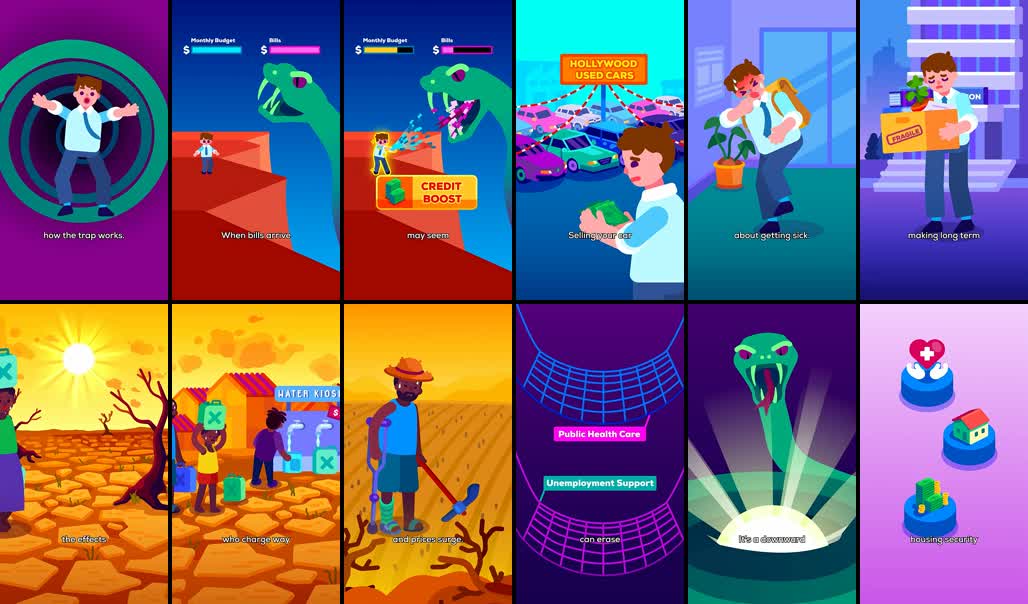 how the trap works.
Monthly Budget
Bills
$
$
When bills arrive
Monthly Budget
Bills
$
$
CREDIT
BOOST
may seem
HOLLYWOOD
USED CARS
Selling your car
about getting sick.
ON
FRAGILE
making long term
the effects
WATER KIOS
$
who charge way
and prices surge
Public Health Care
Unemployment Support
can erase
It's a downward
housing security